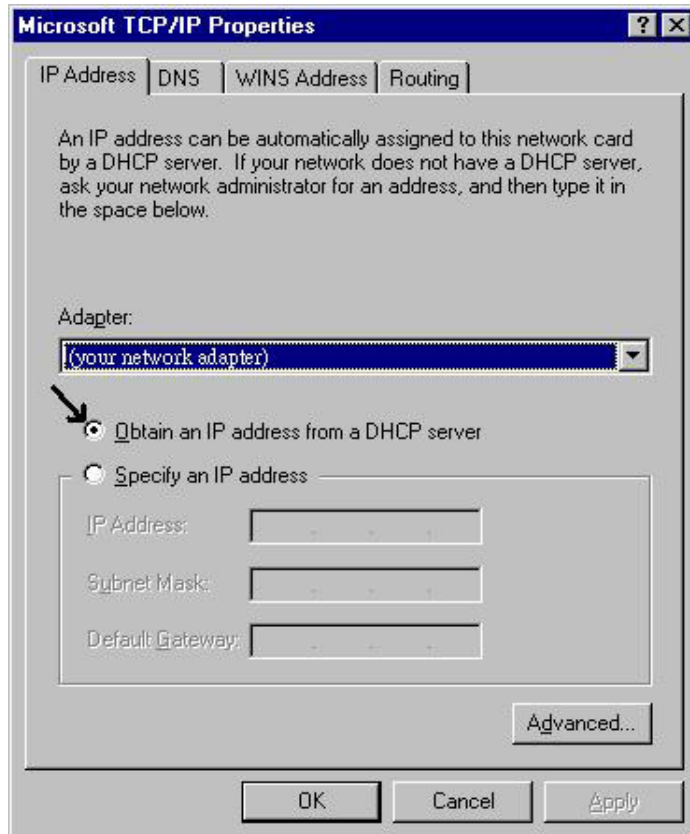 Microsoft TCP/IP Properties
IP Address DNS WINS Address Routing
An IP address can be automatically assigned to this network card
by a DHCP server. If your network does not have a DHCP server,
ask your network administrator for an address, and then type it in
the space below.
Adapter:
(your network adapter)
Obtain an IP address from a DHCP server
Specify an IP address
IP Address:
Subnet Mask:
Default Gateway:
Advanced...
OK Cancel Apply